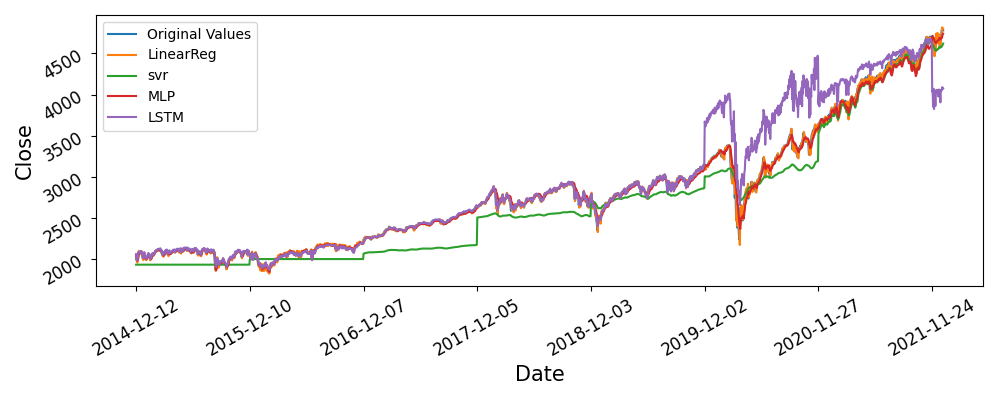 Original Values
LinearReg
svr
MLP
LSTM
Close
4500
4000
3500
3000
2500
2000
2014-12-12
2015-12-10
2016-12-07
2017-12-05
2018-12-03
2019-12-02
2020-11-27
2021-11-24
Date